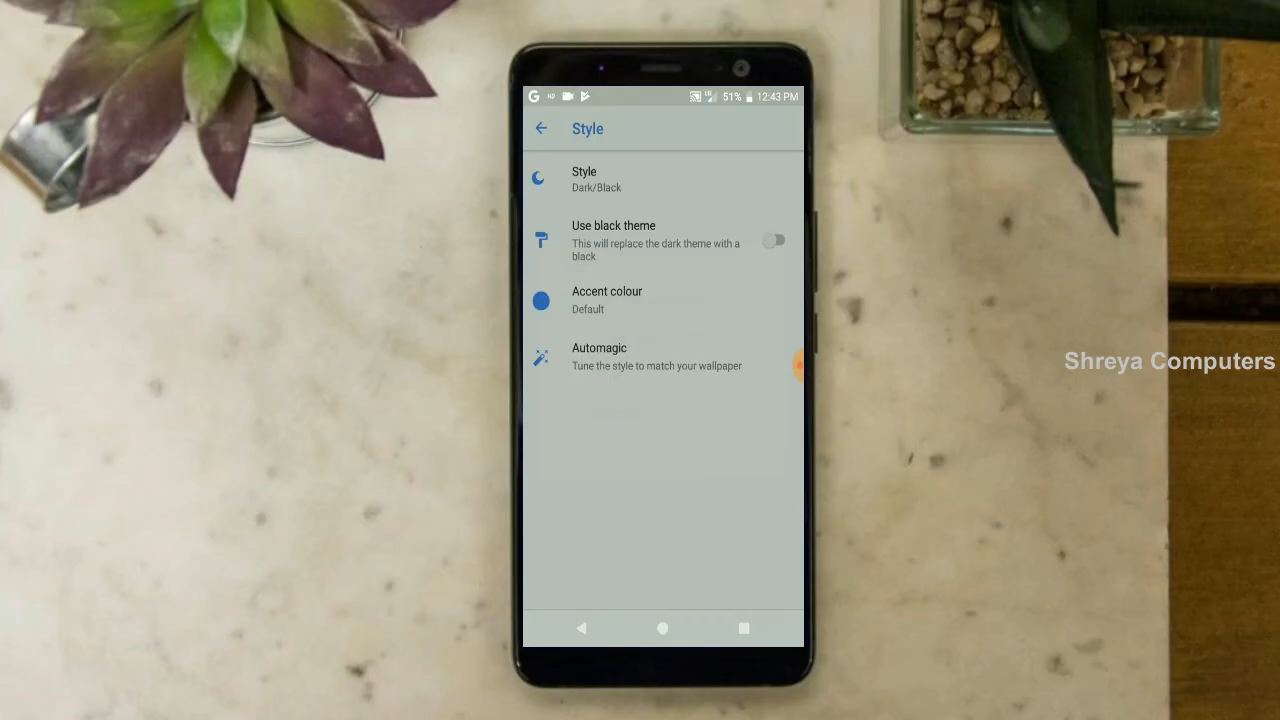 G HD 51% 12:43 PM
Style
Style
Dark/Black
Use black theme
This will replace the dark theme with a
black
Accent colour
Default
Automagic
Tune the style to match your wallpaper
Shreya Computers